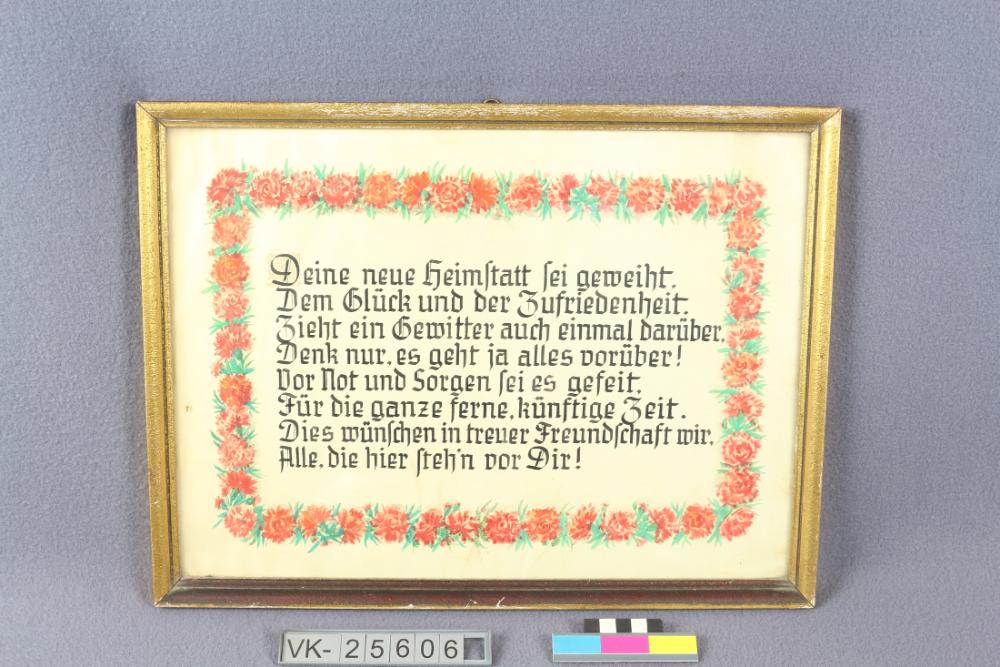 Deine neue Heimstatt sei geweiht.
Dem Glück und der Zufriedenheit.
Zieht ein Gewitter auch einmal darüber.
Denk nur. es geht ja alles vorüber!
Vor Not und Sorgen sei es gefeit.
Für die ganze ferne. künftige Zeit.
Dies wünschen in treuer Freundschaft wir.
Alle. die hier steh'n vor Dir!
VK-25606